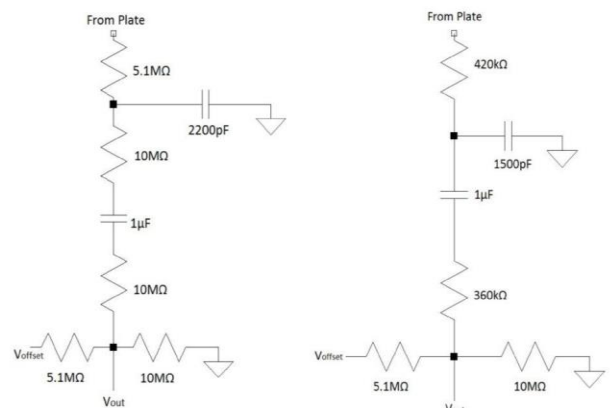 From Plate
5.1MΩ
2200pF
10MΩ
1µF
10MΩ
Voffset
5.1MΩ
10MΩ
Vout
From Plate
420kΩ
1500pF
1µF
360kΩ
Voffset
5.1MΩ
10MΩ